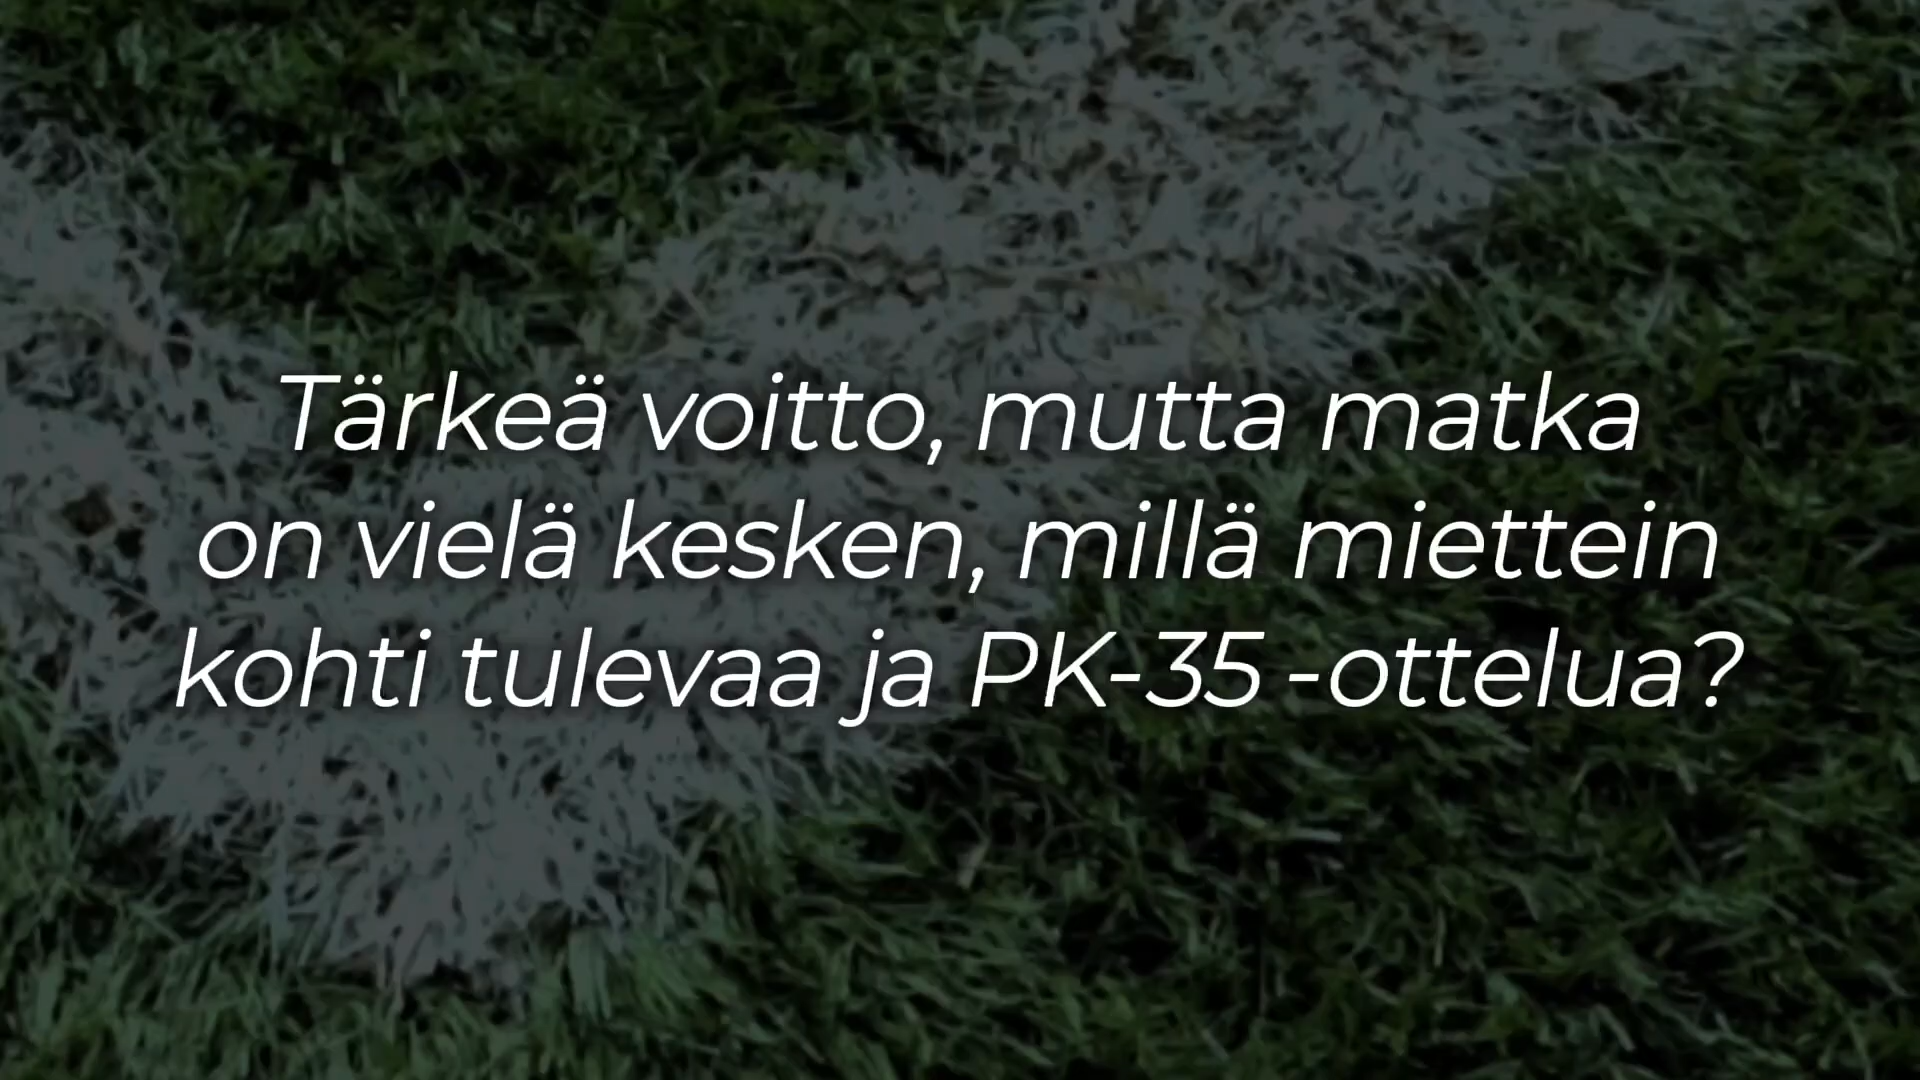 Tärkeä voitto, mutta matka
on vielä kesken, millä miettein
kohti tulevaa ja PK-35 -ottelua?